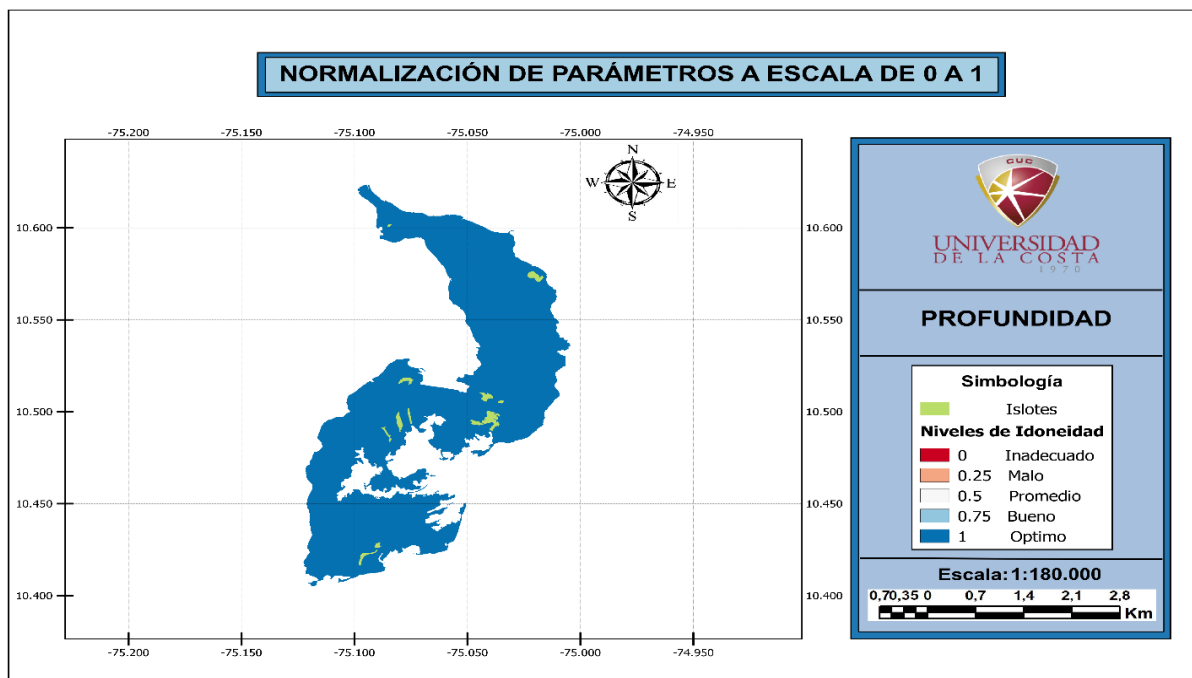 NORMALIZACIÓN DE PARÁMETROS A ESCALA DE 0 A 1
-75.200 -75.150 -75.100 -75.050 -75.000 -74.950
N
W E
S
10.600 10.600
10.550 10.550
10.500 10.500
10.450 10.450
10.400 10.400
-75.200 -75.150 -75.100 -75.050 -75.000 -74.950
CUC
UNIVERSIDAD
DE LA COSTA
1970
PROFUNDIDAD
Simbología
Islotes
Niveles de Idoneidad
0 Inadecuado
0.25 Malo
0.5 Promedio
0.75 Bueno
1 Optimo
Escala:1:180.000
0,70,35 0 0,7 1,4 2,1 2,8
Km